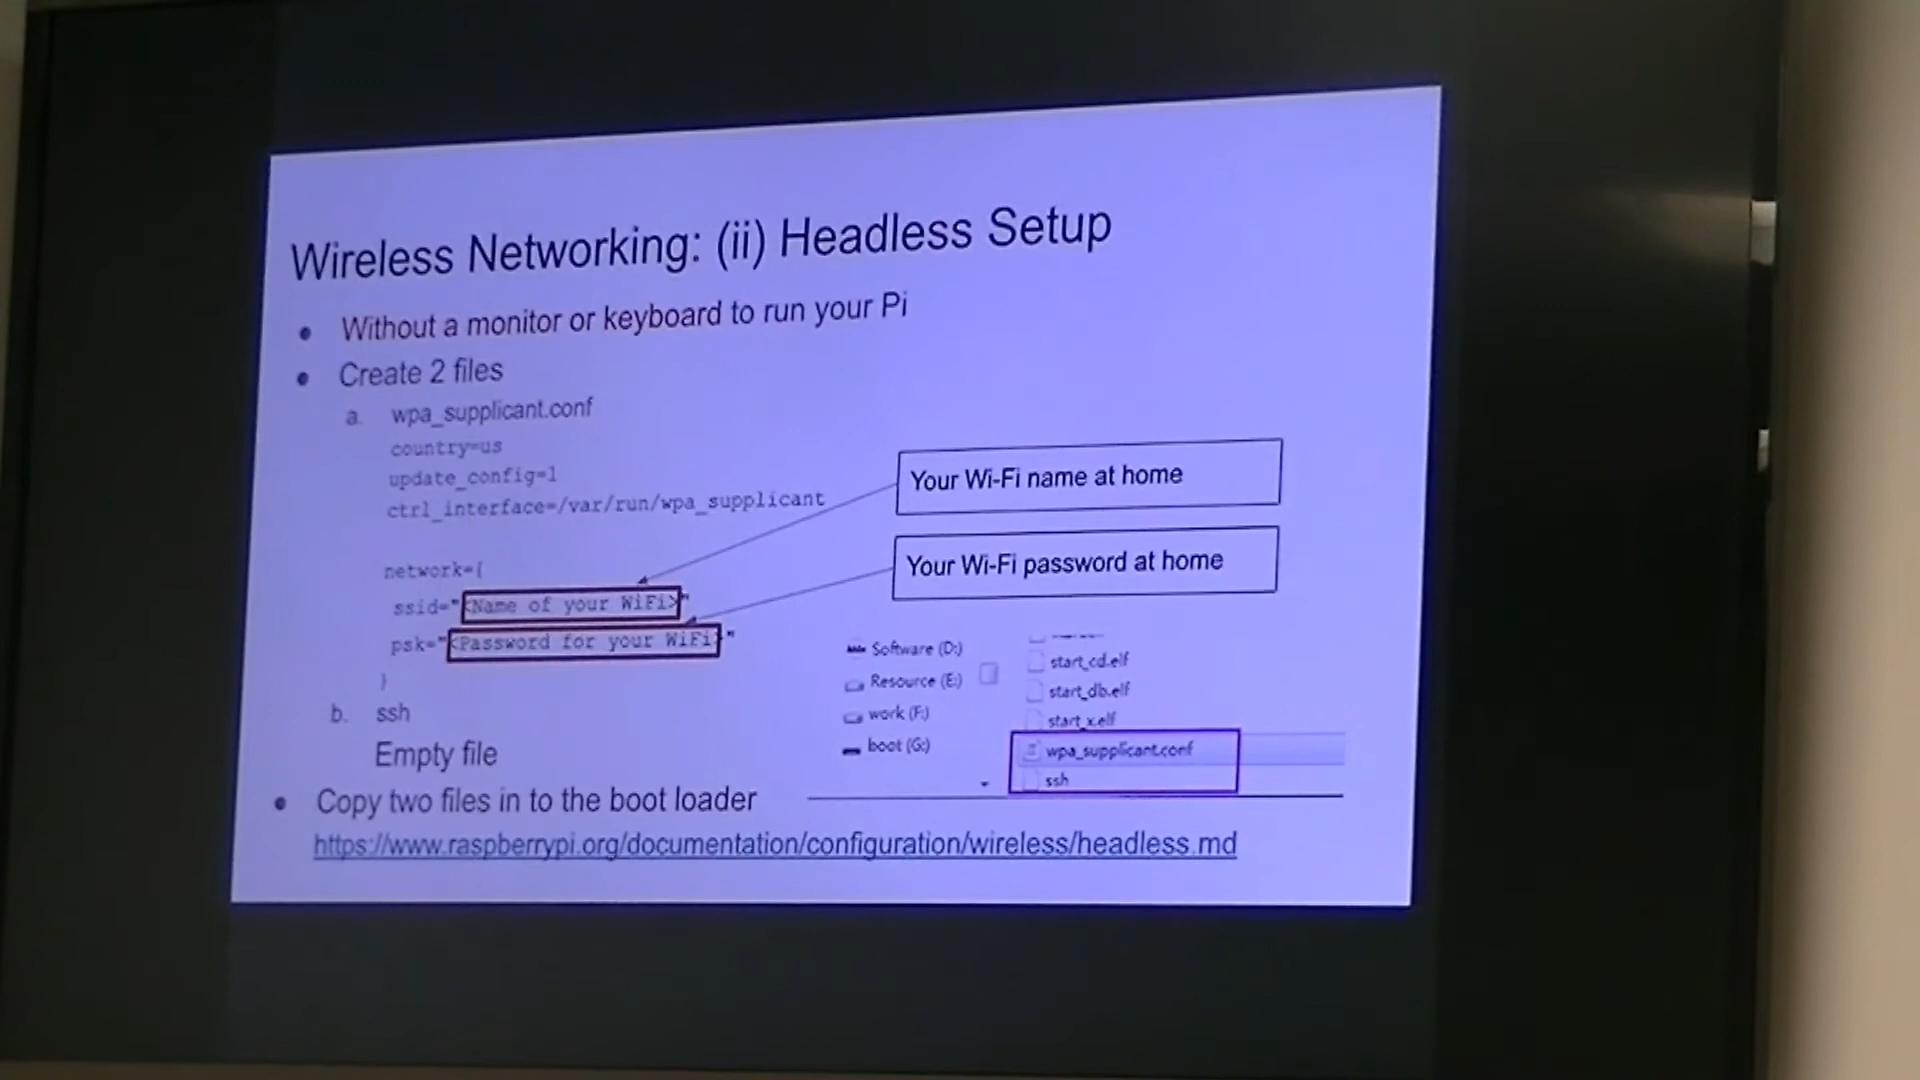 Wireless Networking: (ii) Headless Setup
• Without a monitor or keyboard to run your Pi
• Create 2 files
a. wpa_supplicant.conf
country=us
update_config=1
ctrl_interface=/var/run/wpa_supplicant
network={
ssid="<Name of your WiFi>"
psk="<Password for your WiFi>"
}
Your Wi-Fi name at home
Your Wi-Fi password at home
b. ssh
Empty file
Software (D:)
Resource (E:)
work (F:)
boot (G:)
start_cd.elf
start_db.elf
start_x.elf
wpa_supplicant.conf
ssh
• Copy two files in to the boot loader
https://www.raspberrypi.org/documentation/configuration/wireless/headless.md